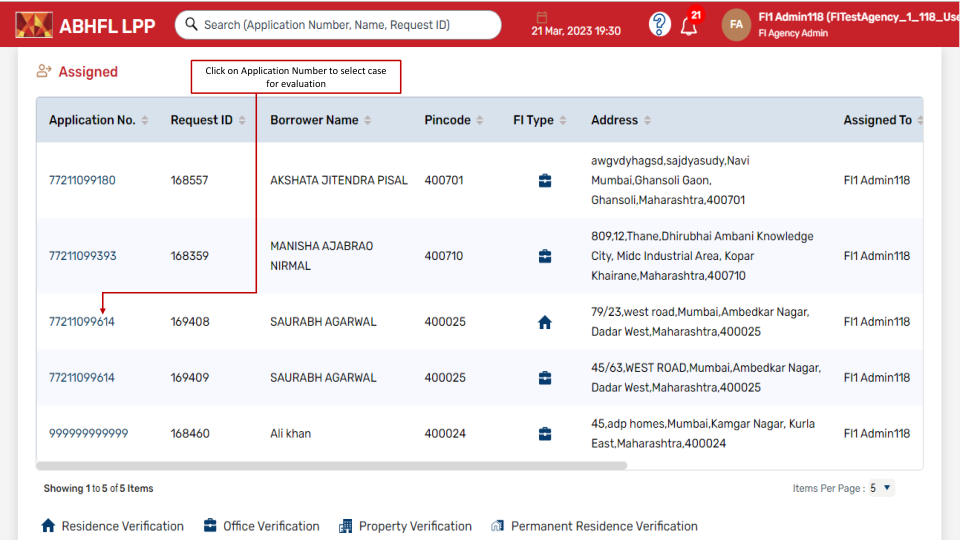 ABHFL LPP
Search (Application Number, Name, Request ID)
21 Mar, 2023 19:30
?
21
FA
FI1 Admin118 (FITestAgency_1_118_Use
FI Agency Admin
Assigned
Click on Application Number to select case
for evaluation
Application No. Request ID Borrower Name Pincode FI Type Address Assigned To
awgvdyhagsd,sajdyasudy,Navi
77211099180 168557 AKSHATA JITENDRA PISAL 400701 Mumbai,Ghansoli Gaon, FI1 Admin118
Ghansoli,Maharashtra,400701
MANISHA AJABRAO 809,12,Thane,Dhirubhai Ambani Knowledge
77211099393 168359 400710 City, Midc Industrial Area, Kopar FI1 Admin118
NIRMAL Khairane,Maharashtra,400710
79/23,west road,Mumbai,Ambedkar Nagar,
77211099614 169408 SAURABH AGARWAL 400025 FI1 Admin118
Dadar West,Maharashtra,400025
45/63,WEST ROAD,Mumbai,Ambedkar Nagar,
77211099614 169409 SAURABH AGARWAL 400025 FI1 Admin118
Dadar West,Maharashtra,400025
45,adp homes,Mumbai,Kamgar Nagar, Kurla
999999999999 168460 Ali khan 400024 FI1 Admin118
East,Maharashtra,400024
Showing 1 to 5 of 5 Items Items Per Page : 5
Residence Verification Office Verification Property Verification Permanent Residence Verification